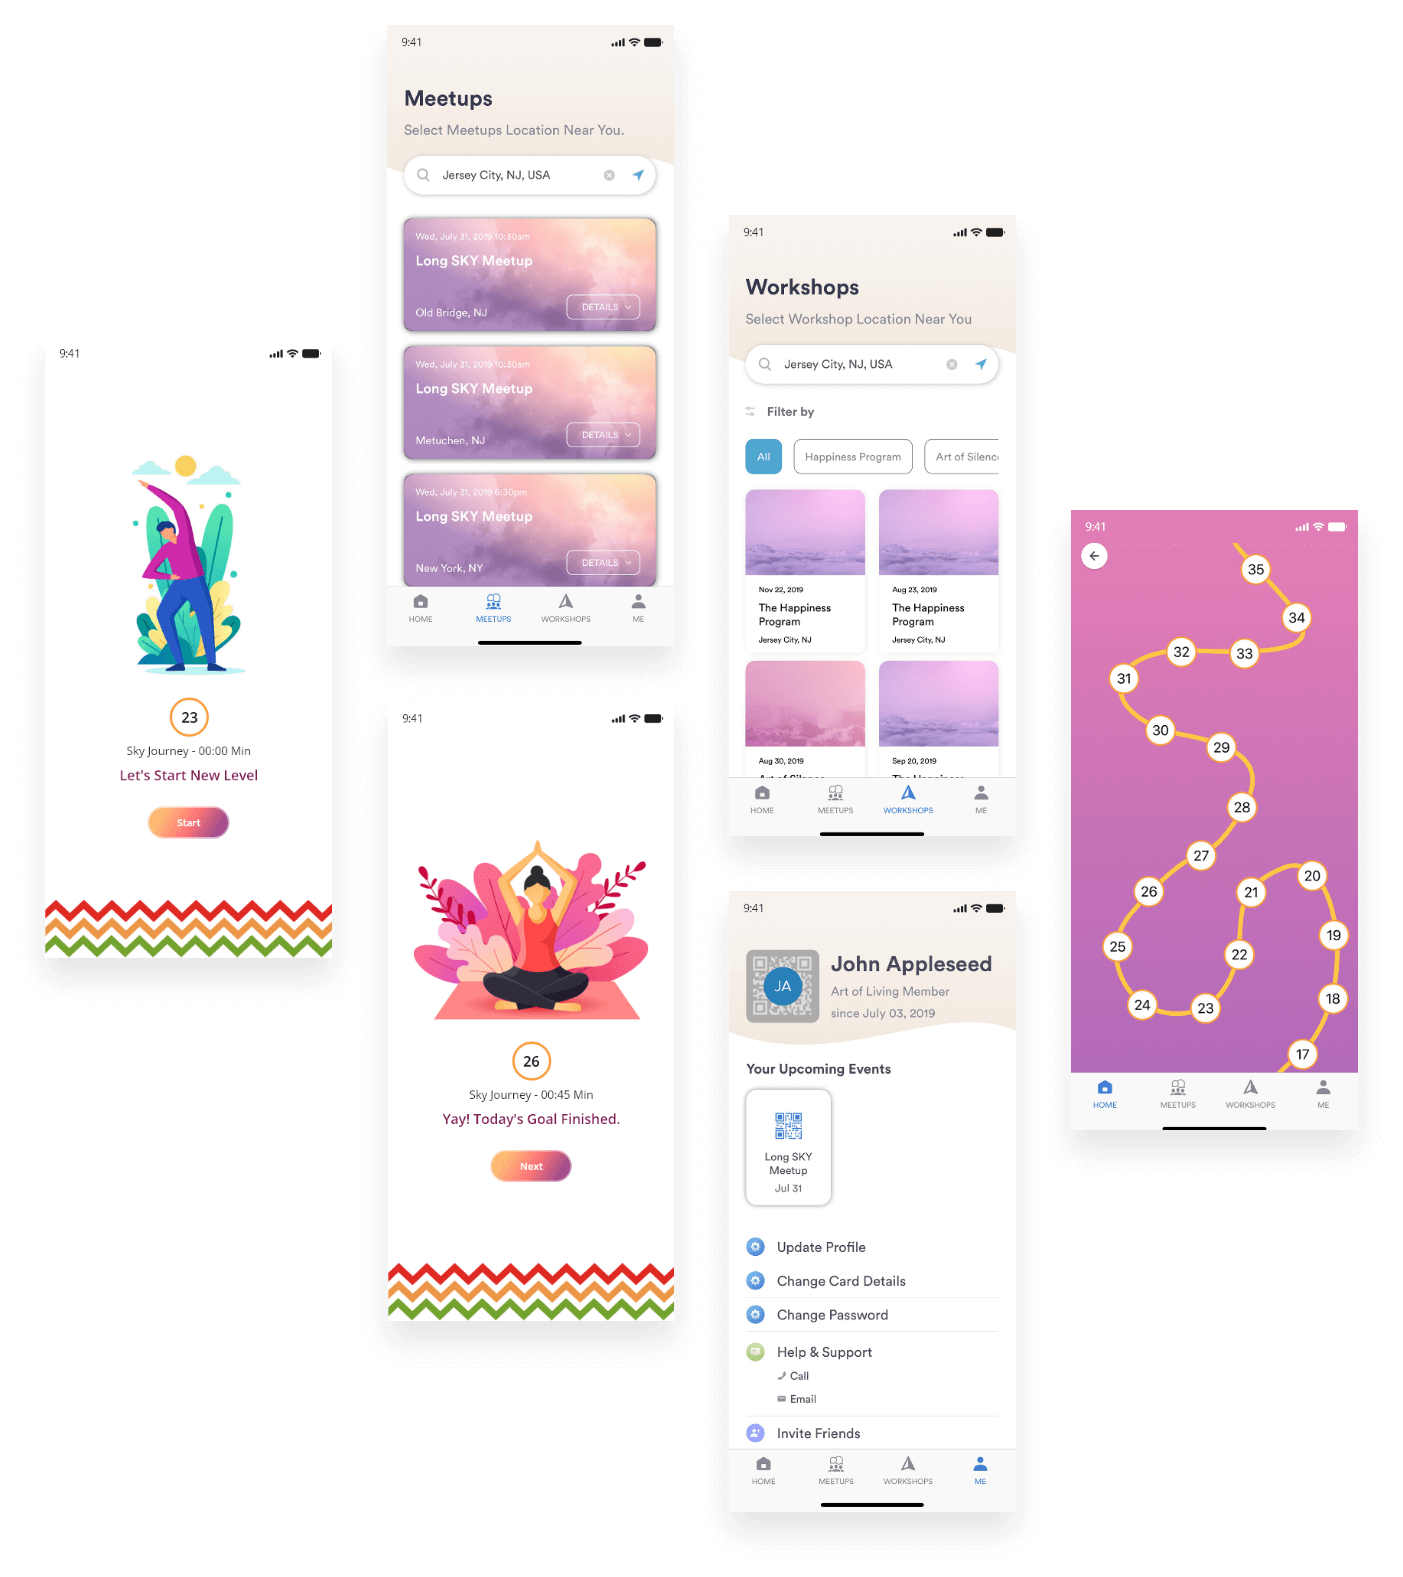 9:41
Sky Journey - 00:00 Min
23
Let's Start New Level
Start
9:41
Meetups
Select Meetups Location Near You.
Jersey City, NJ, USA
Wed, July 31, 2019 10:30am
Long SKY Meetup
Old Bridge, NJ
DETAILS
Wed, July 31, 2019 10:30am
Long SKY Meetup
Metuchen, NJ
DETAILS
Wed, July 31, 2019 6:30pm
Long SKY Meetup
New York, NY
DETAILS
HOME
MEETUPS
WORKSHOPS
ME
9:41
26
Sky Journey - 00:45 Min
Yay! Today's Goal Finished.
Next
9:41
Workshops
Select Workshop Location Near You
Jersey City, NJ, USA
Filter by
All
Happiness Program
Art of Silenc
Nov 22, 2019
The Happiness
Program
Jersey City, NJ
Aug 23, 2019
The Happiness
Program
Jersey City, NJ
Aug 30, 2019
Art of Silence
Sep 20, 2019
The Happiness
HOME
MEETUPS
WORKSHOPS
ME
9:41
JA
John Appleseed
Art of Living Member
since July 03, 2019
Your Upcoming Events
Long SKY
Meetup
Jul 31
Update Profile
Change Card Details
Change Password
Help & Support
Call
Email
Invite Friends
HOME
MEETUPS
WORKSHOPS
ME
9:41
35
34
33
32
31
30
29
28
27
26
25
24
23
22
21
20
19
18
17
HOME
MEETUPS
WORKSHOPS
ME